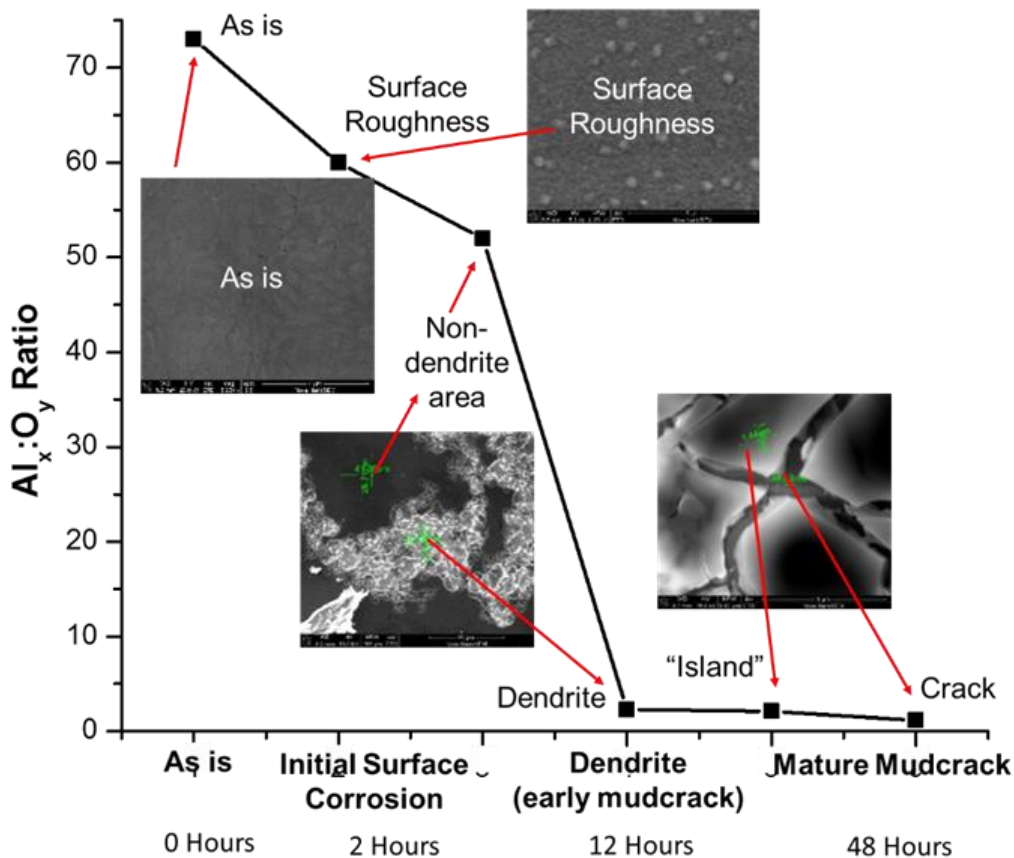 As is
Surface
Roughness
Surface
Roughness
As is
Non-
dendrite
area
"Island"
Dendrite
Crack
Al_x:O_y Ratio
70
60
50
40
30
20
10
0
As is
Initial Surface
Corrosion
Dendrite
(early mudcrack)
Mature Mudcrack
0 Hours
2 Hours
12 Hours
48 Hours